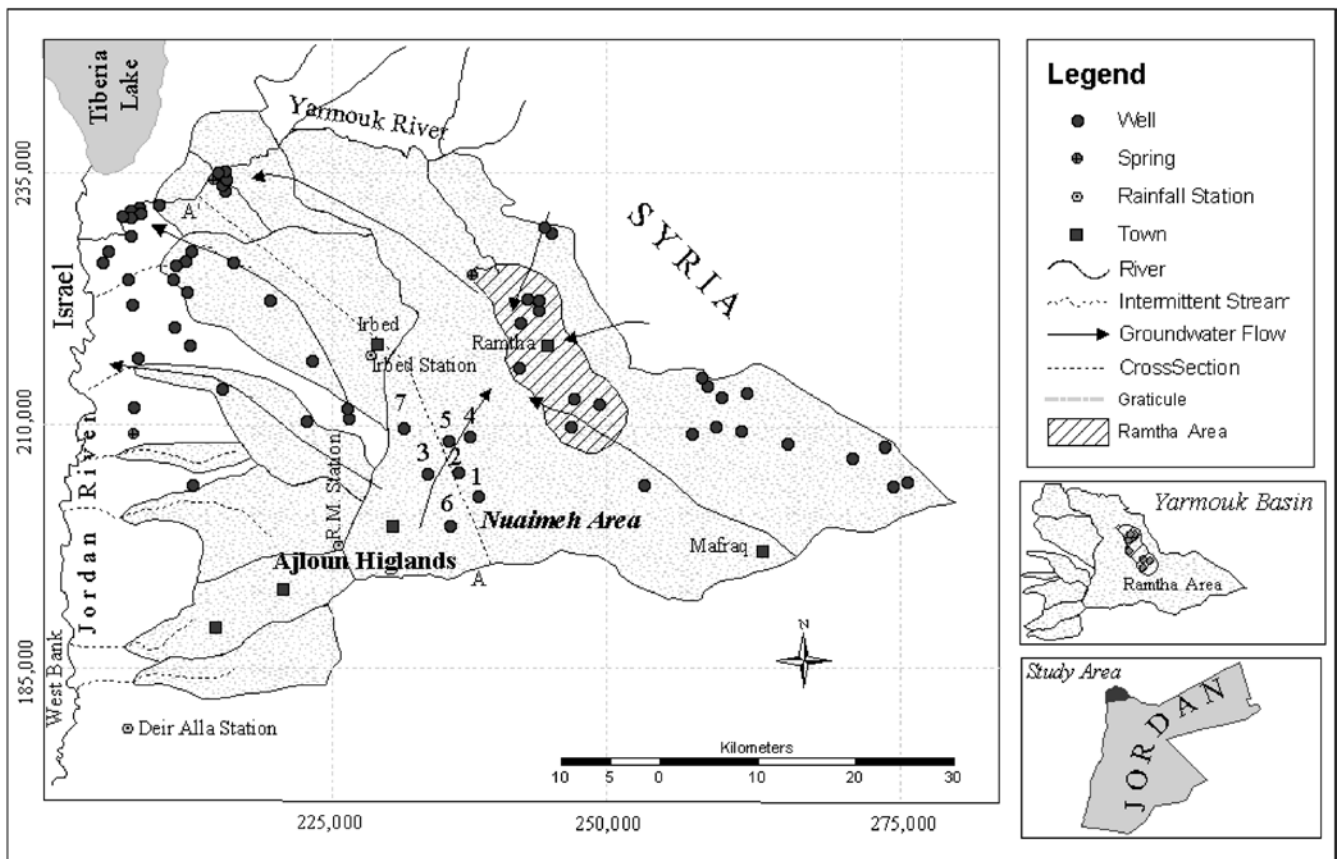 Tiberia
Lake
Yarmouk River
235,000
A'
SYRIA
Israel
Irbed
Irbed Station
Ramtha
210,000
7
5
4
3
2
1
6
R.M. Station
Nuaimeh Area
Jordan River
Ajloun Higlands
Mafraq
A
N
West Bank
185,000
Deir Alla Station
Kilometers
10 5 0 10 20 30
225,000
250,000
275,000
Legend
Well
Spring
Rainfall Station
Town
River
Intermittent Stream
Groundwater Flow
CrossSection
Graticule
Ramtha Area
Yarmouk Basin
Ramtha Area
Study Area
JORDAN